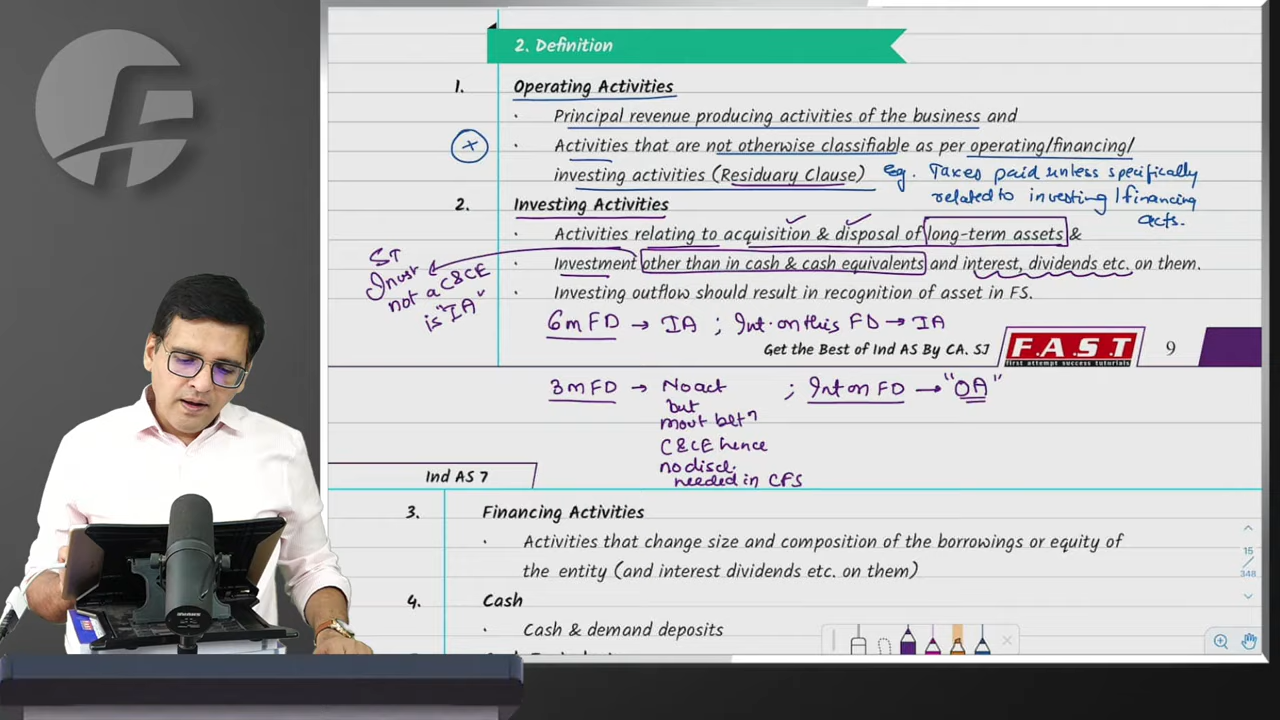 2. Definition
1. Operating Activities
· Principal revenue producing activities of the business and
· Activities that are not otherwise classifiable as per operating/financing/
investing activities (Residuary Clause) eg. Taxes paid unless specifically
related to investing/financing
acts.
2. Investing Activities
· Activities relating to acquisition & disposal of long-term assets &
Investment other than in cash & cash equivalents and interest, dividends etc. on them.
ST
Invst
not a C&CE
is "IA"
· Investing outflow should result in recognition of asset in FS.
6m FD → IA ; Int. on this FD → IA
Get the Best of Ind AS By CA. SJ
F.A.S.T
first attempt success tutorials
9
3m FD → No act ; Int on FD → "OA"
but
movt betn
C&CE hence
no discl.
needed in CFS
Ind AS 7
3. Financing Activities
· Activities that change size and composition of the borrowings or equity of
the entity (and interest dividends etc. on them)
4. Cash
· Cash & demand deposits
15
348